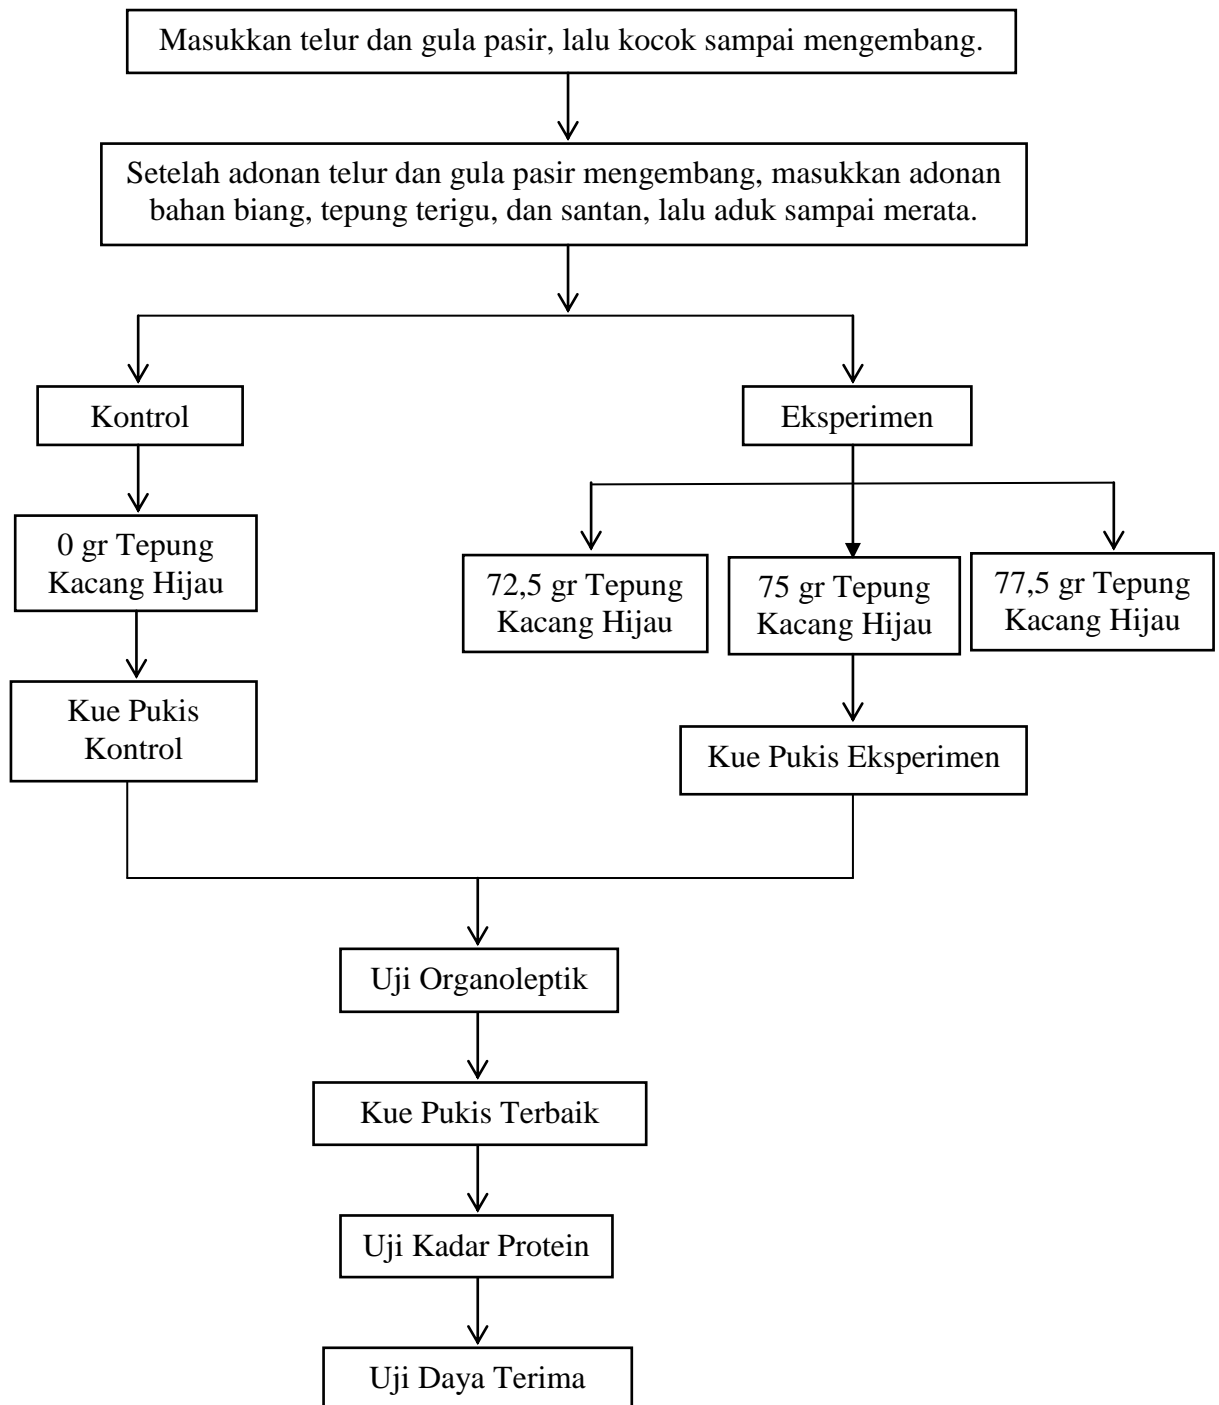 Masukkan telur dan gula pasir, lalu kocok sampai mengembang.
Setelah adonan telur dan gula pasir mengembang, masukkan adonan
bahan biang, tepung terigu, dan santan, lalu aduk sampai merata.
Kontrol
Eksperimen
0 gr Tepung
Kacang Hijau
72,5 gr Tepung
Kacang Hijau
75 gr Tepung
Kacang Hijau
77,5 gr Tepung
Kacang Hijau
Kue Pukis
Kontrol
Kue Pukis Eksperimen
Uji Organoleptik
Kue Pukis Terbaik
Uji Kadar Protein
Uji Daya Terima